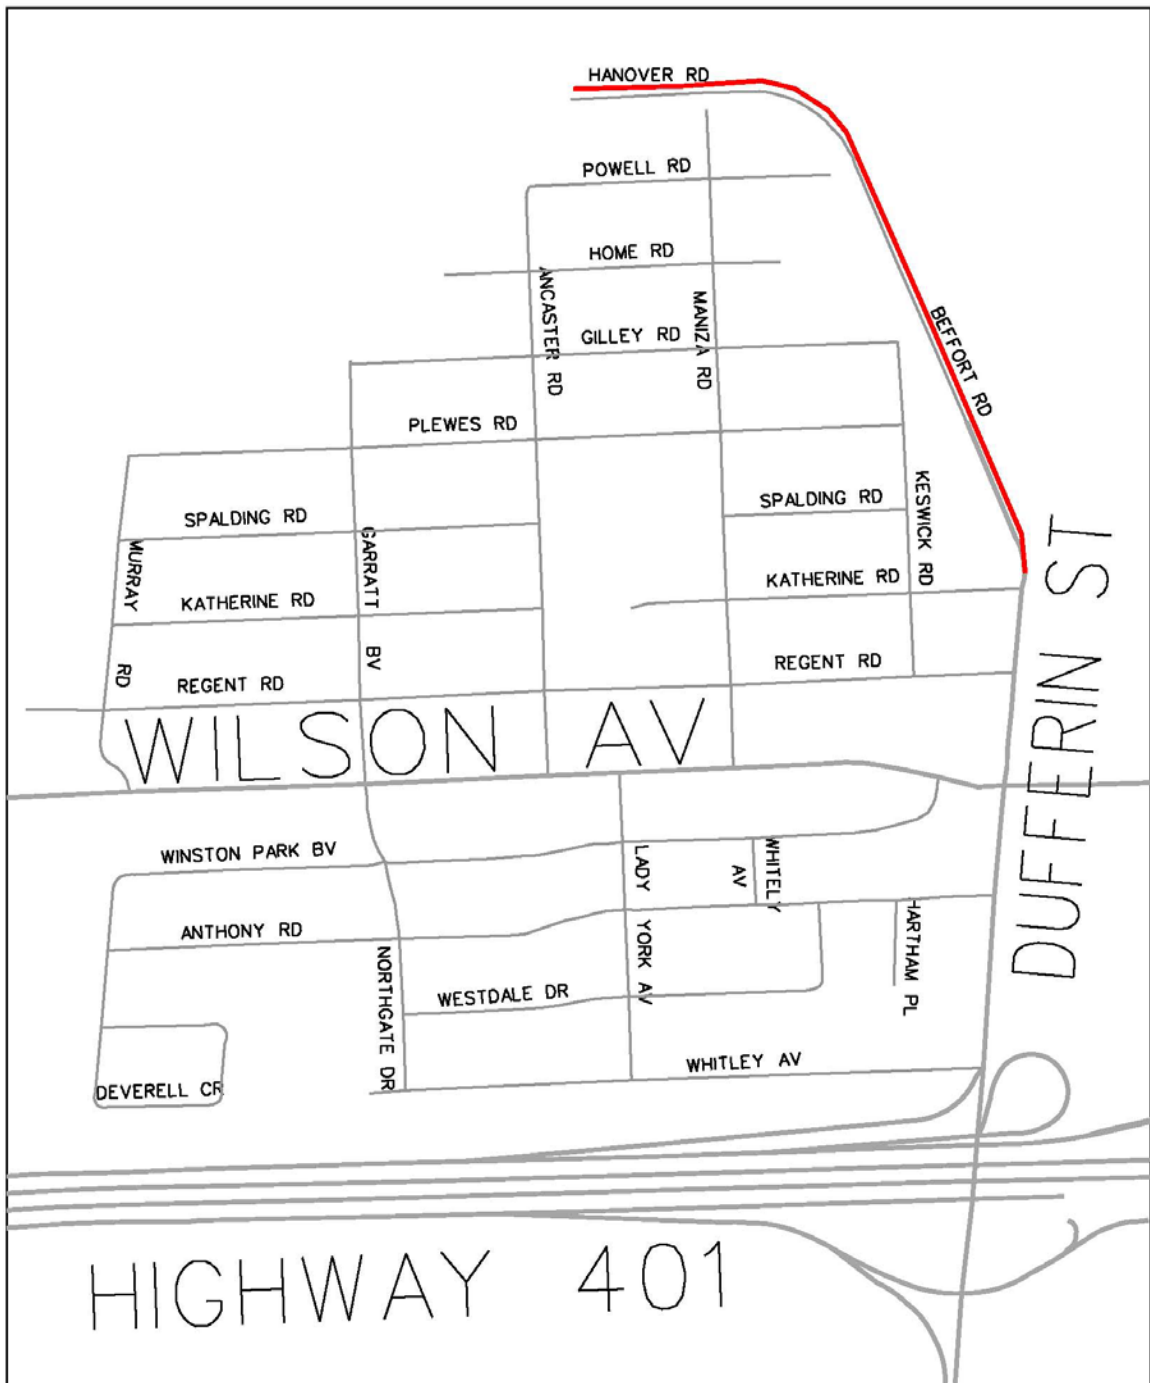 HANOVER RD
POWELL RD
HOME RD
ANCASTER RD
MANIZA RD
GILLEY RD
BEFFORT RD
PLEWES RD
SPALDING RD
SPALDING RD
KESWICK RD
MURRAY RD
GARRATT BV
KATHERINE RD
KATHERINE RD
REGENT RD
REGENT RD
DUFFERIN ST
WILSON AV
WINSTON PARK BV
LADY YORK AV
WHITELY AV
ANTHONY RD
HARTHAM PL
NORTHGATE DR
WESTDALE DR
WHITLEY AV
DEVERELL CR
HIGHWAY 401